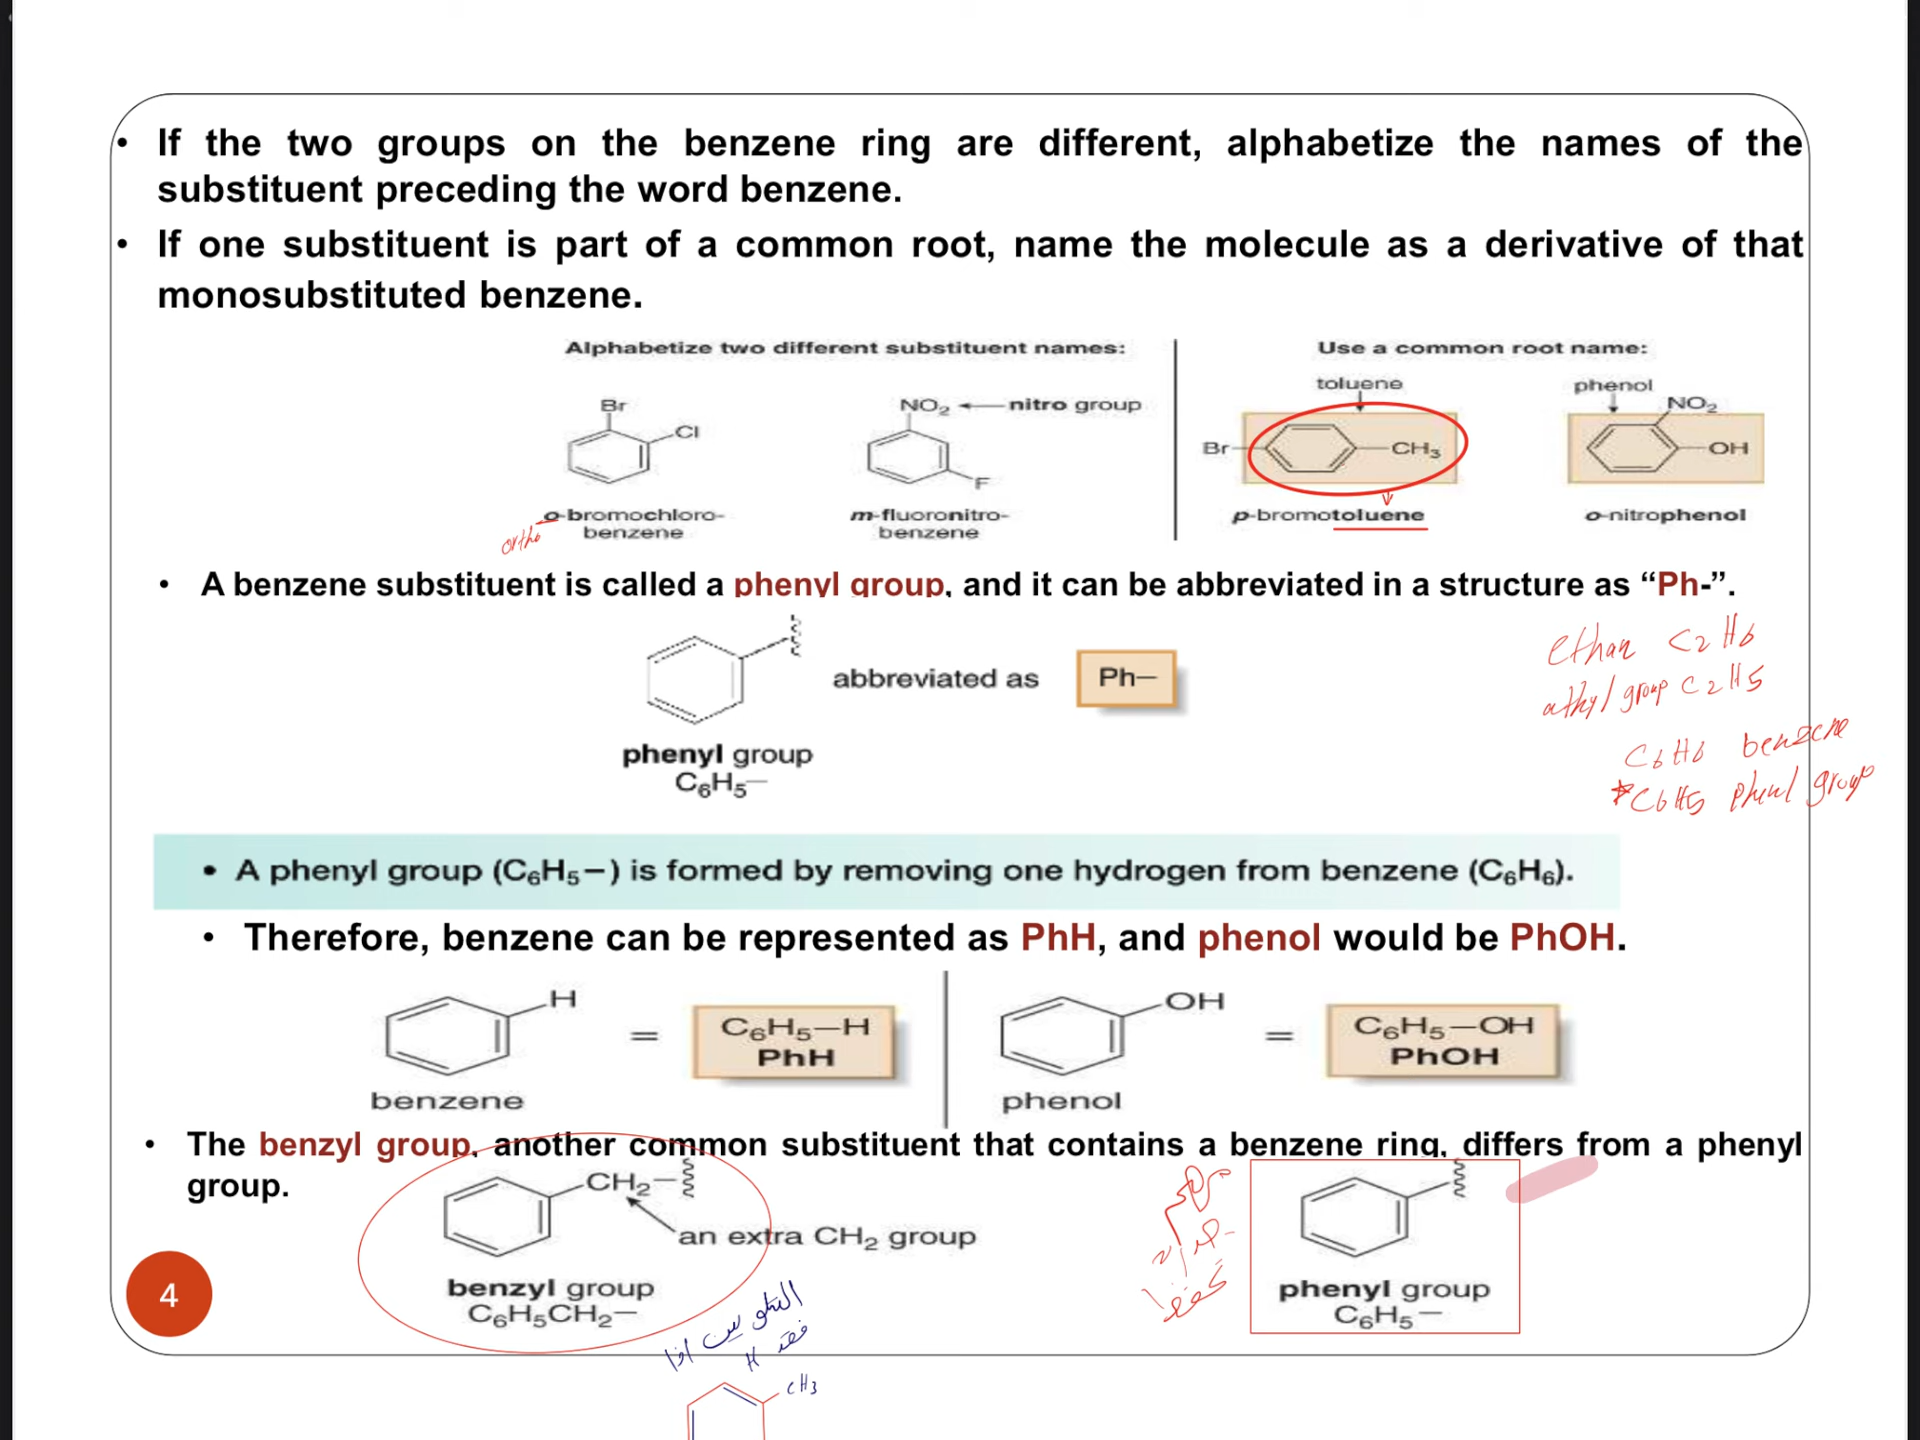 • If the two groups on the benzene ring are different, alphabetize the names of the
substituent preceding the word benzene.
• If one substituent is part of a common root, name the molecule as a derivative of that
monosubstituted benzene.
Alphabetize two different substituent names:
Br
Cl
o-bromochloro-
benzene
ortho
NO₂ ← nitro group
F
m-fluoronitro-
benzene
Use a common root name:
toluene
Br
CH₃
p-bromotoluene
phenol
NO₂
OH
o-nitrophenol
• A benzene substituent is called a phenyl group, and it can be abbreviated in a structure as “Ph-”.
phenyl group
C₆H₅—
abbreviated as
Ph—
ethan C2H6
athyl group C2H5
C6H6 benzene
*C6H5 phenyl group
• A phenyl group (C₆H₅−) is formed by removing one hydrogen from benzene (C₆H₆).
• Therefore, benzene can be represented as PhH, and phenol would be PhOH.
H
benzene
=
C₆H₅—H
PhH
OH
phenol
=
C₆H₅—OH
PhOH
• The benzyl group, another common substituent that contains a benzene ring, differs from a phenyl
group.
CH₂
an extra CH₂ group
benzyl group
C₆H₅CH₂—
phenyl group
C₆H₅—
اذا
فقد H
CH3
4